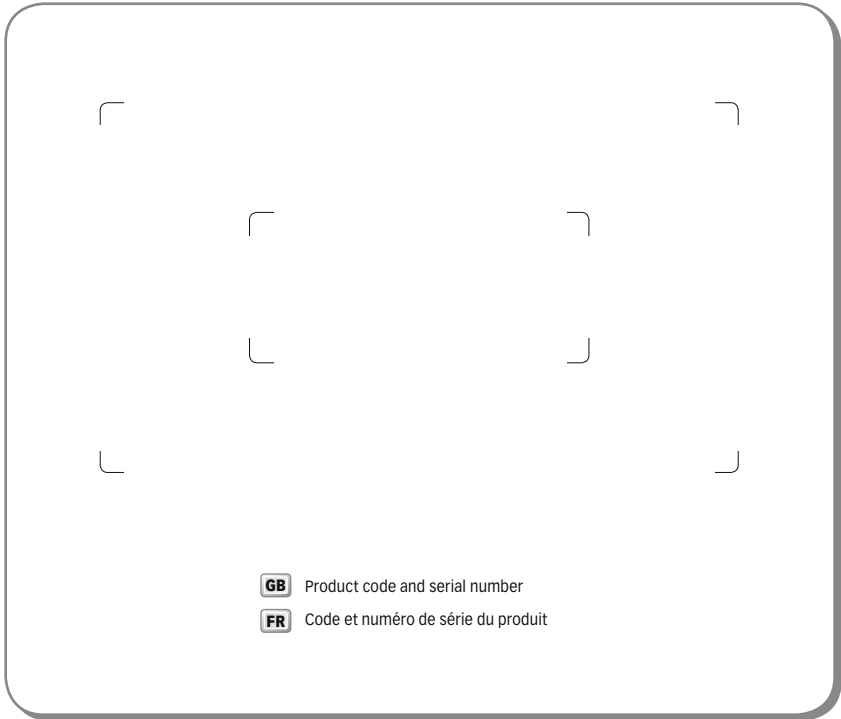 GB Product code and serial number
FR Code et numéro de série du produit